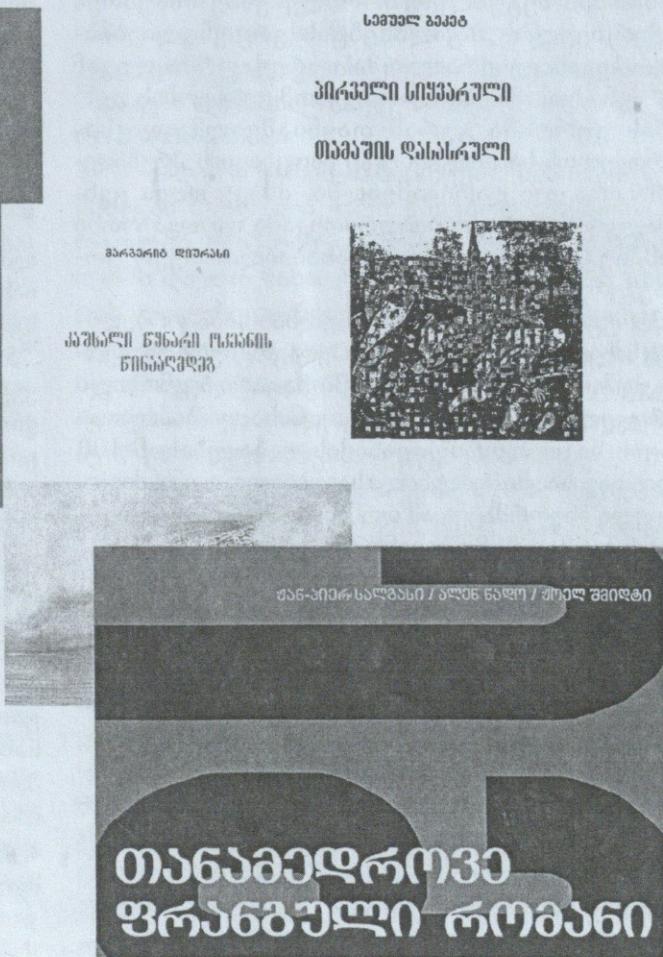 სემუელ ბეკეტ
პირველი სიყვარული
თამაშის დასასრული
მარგერიტ დიურასი
კაშხალი წყნარი ოკეანის
წინააღმდეგ
ჟან-პიერ სალგასი / ალენ ნადო / ჟოელ შმიდტი
თანამედროვე
ფრანგული რომანი